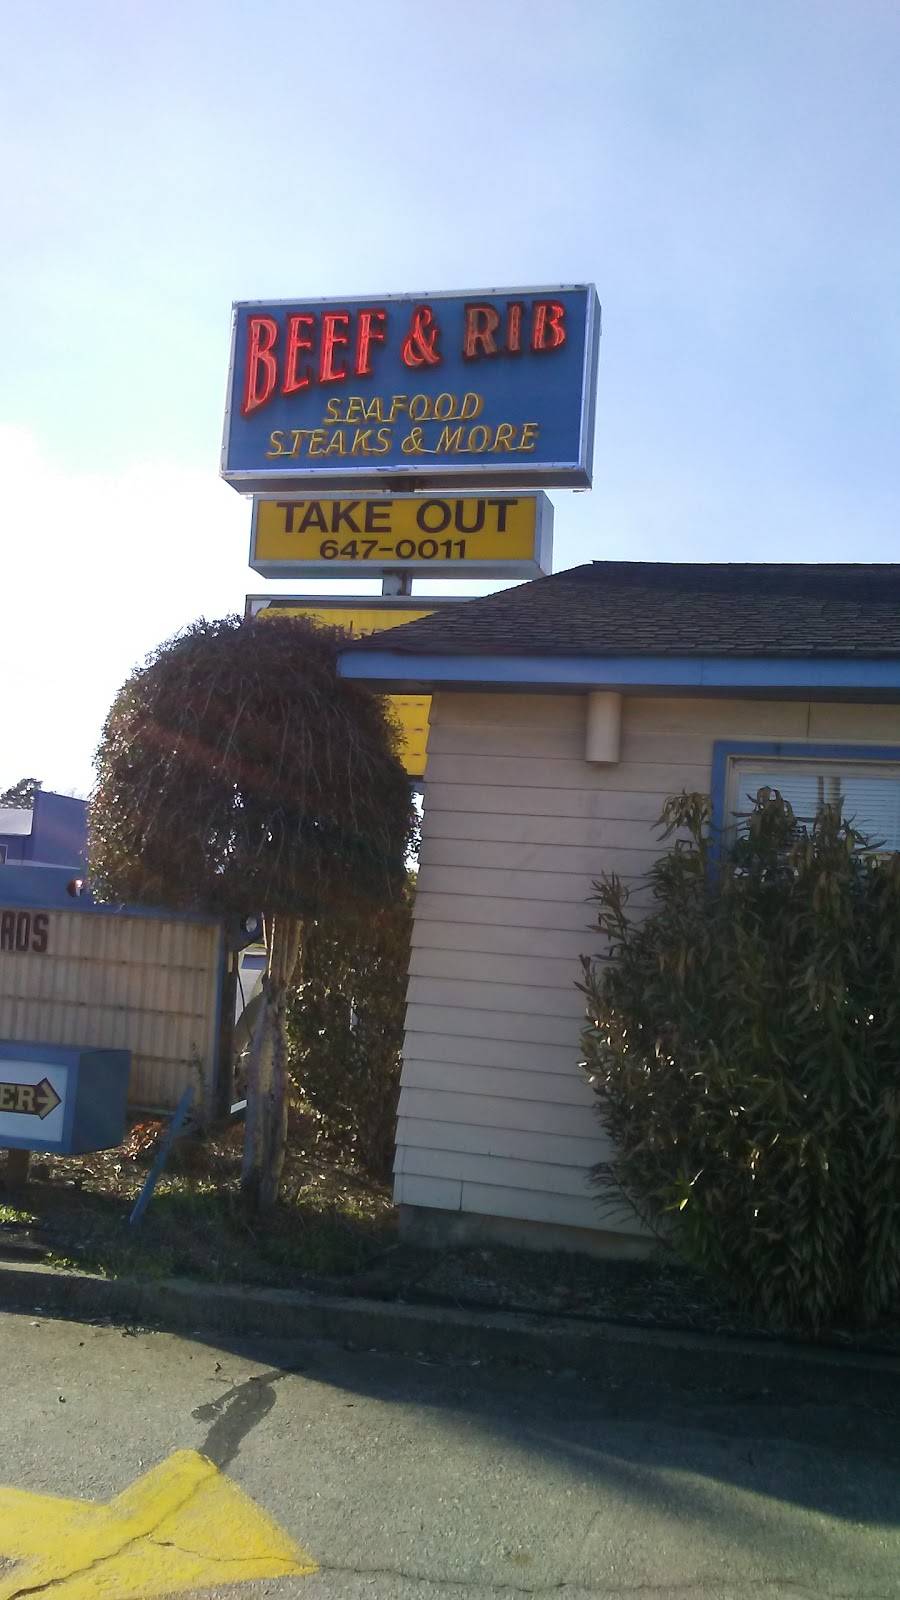 BEEF & RIB
SEAFOOD
STEAKS & MORE
TAKE OUT
647-0011